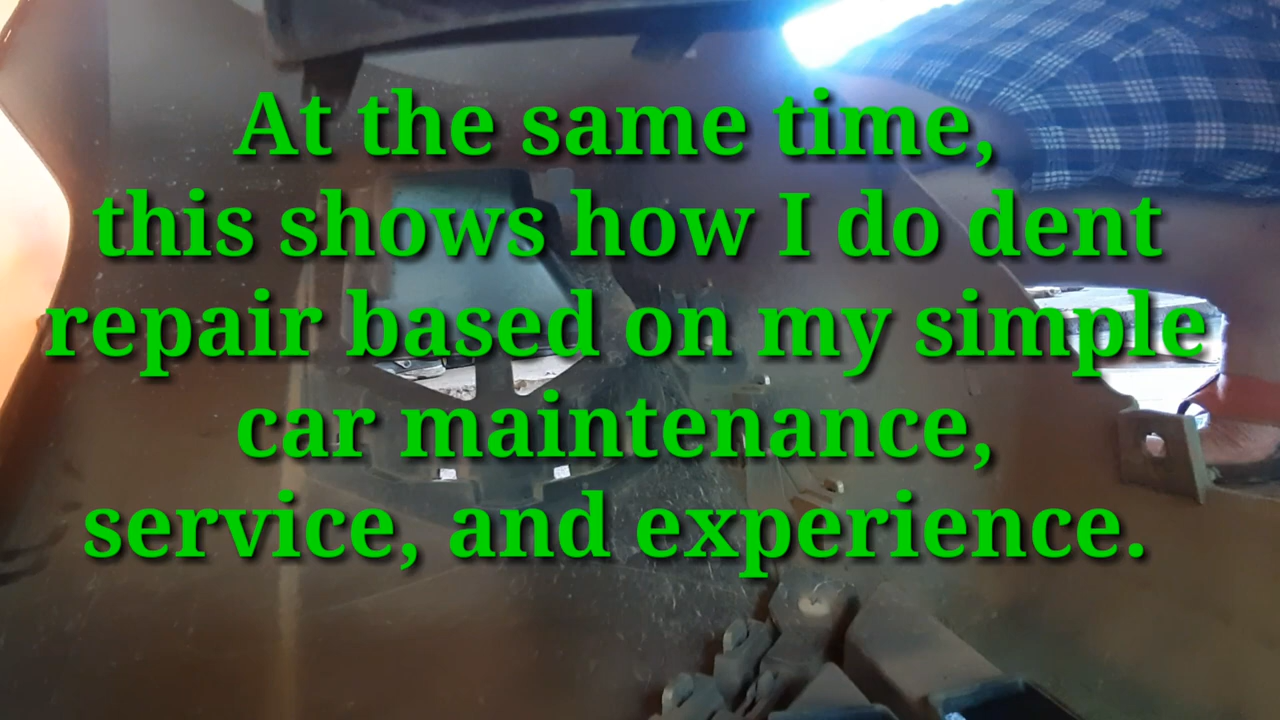 At the same time,
this shows how I do dent
repair based on my simple
car maintenance,
service, and experience.